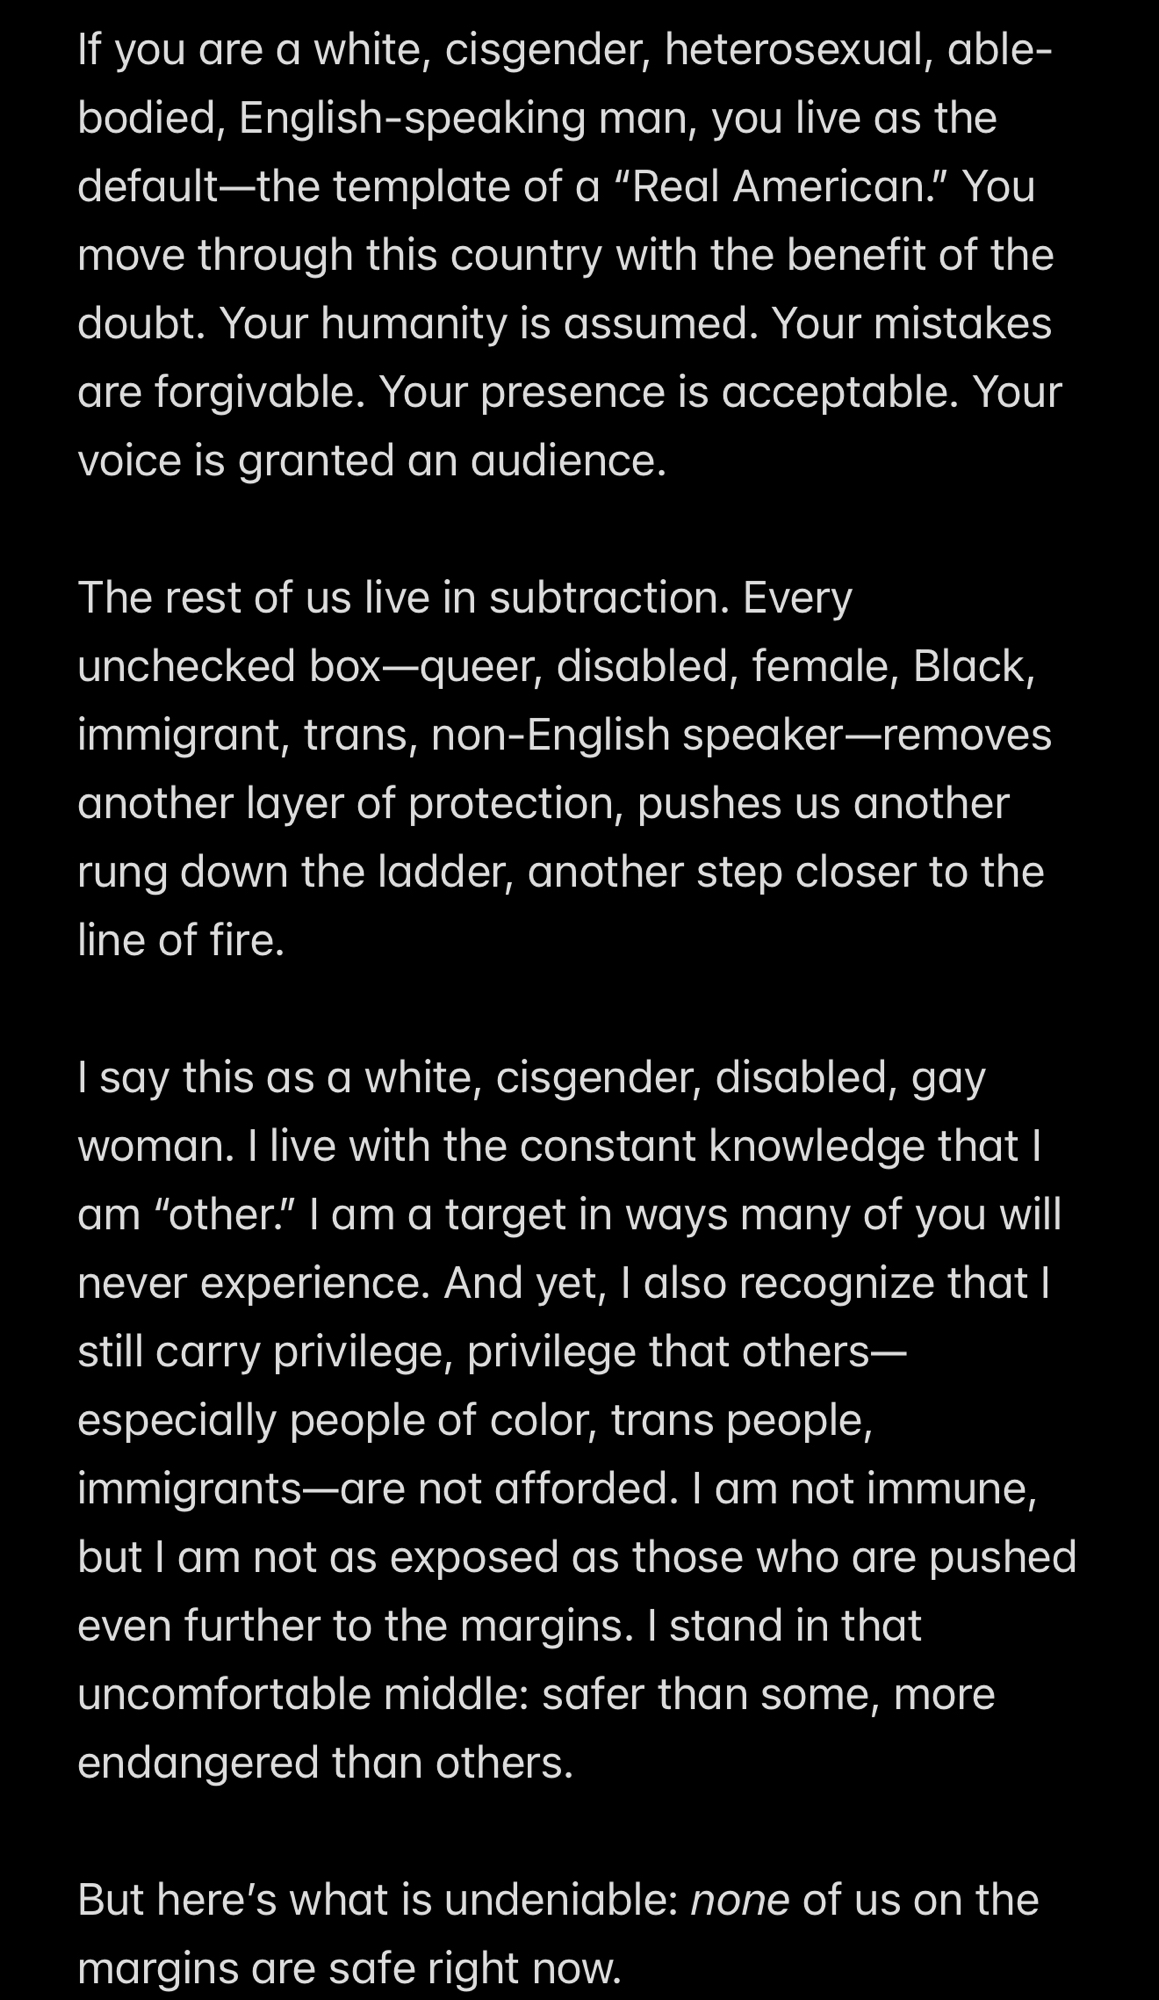 If you are a white, cisgender, heterosexual, able-
bodied, English-speaking man, you live as the
default—the template of a “Real American.” You
move through this country with the benefit of the
doubt. Your humanity is assumed. Your mistakes
are forgivable. Your presence is acceptable. Your
voice is granted an audience.
The rest of us live in subtraction. Every
unchecked box—queer, disabled, female, Black,
immigrant, trans, non-English speaker—removes
another layer of protection, pushes us another
rung down the ladder, another step closer to the
line of fire.
I say this as a white, cisgender, disabled, gay
woman. I live with the constant knowledge that I
am “other.” I am a target in ways many of you will
never experience. And yet, I also recognize that I
still carry privilege, privilege that others—
especially people of color, trans people,
immigrants—are not afforded. I am not immune,
but I am not as exposed as those who are pushed
even further to the margins. I stand in that
uncomfortable middle: safer than some, more
endangered than others.
But here’s what is undeniable: none of us on the
margins are safe right now.